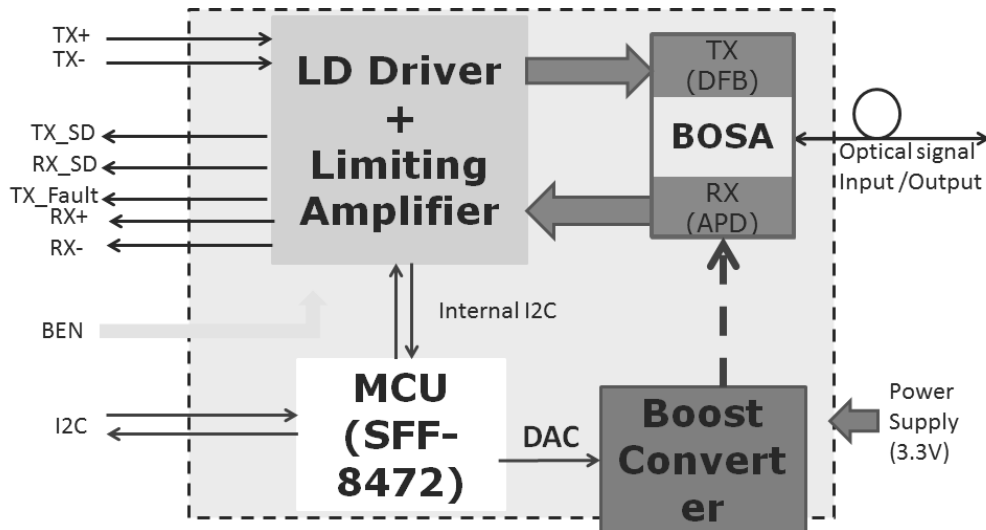 TX+
TX-
TX_SD
RX_SD
TX_Fault
RX+
RX-
BEN
I2C
LD Driver
+
Limiting
Amplifier
TX
(DFB)
BOSA
RX
(APD)
Optical signal
Input /Output
Internal I2C
MCU
(SFF-
8472)
DAC
Boost
Convert
er
Power
Supply
(3.3V)